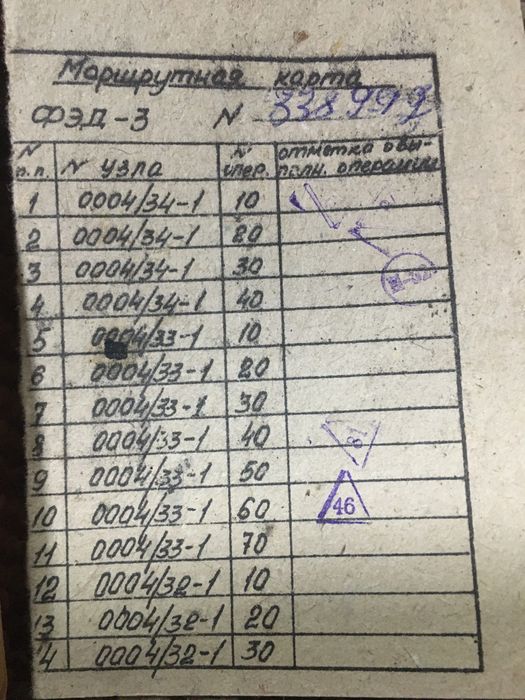 Маршрутная карта
ФЭД-3 N 338999
N п.п. N узла N опер. отметка о выполн. операции
1 0004/34-1 10
2 0004/34-1 20
3 0004/34-1 30
4 0004/34-1 40
5 0004/33-1 10
6 0004/33-1 20
7 0004/33-1 30
8 0004/33-1 40 81
9 0004/33-1 50
10 0004/33-1 60 46
11 0004/33-1 70
12 0004/32-1 10
13 0004/32-1 20
4 0004/32-1 30